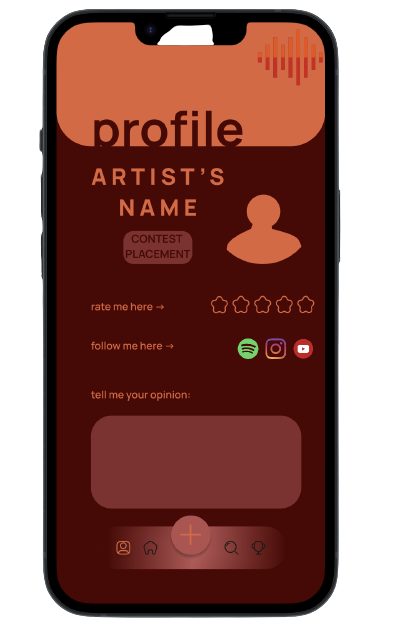 profile
ARTIST'S
NAME
CONTEST
PLACEMENT
rate me here →
follow me here →
tell me your opinion: